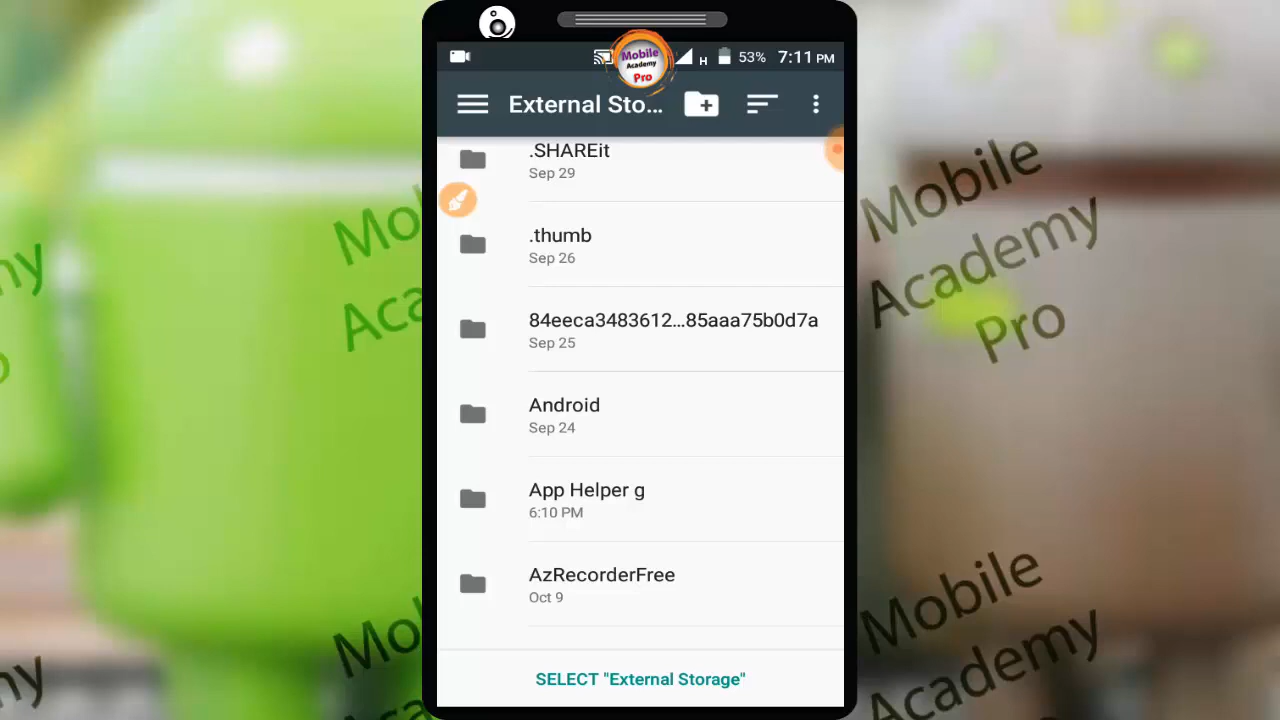 Mobile
Academy
Pro
H
53%
7:11 PM
External Sto...
.SHAREit
Sep 29
.thumb
Sep 26
84eeca3483612...85aaa75b0d7a
Sep 25
Android
Sep 24
App Helper g
6:10 PM
AzRecorderFree
Oct 9
SELECT "External Storage"
Mobile
Academy
Pro
Mobile
Academy